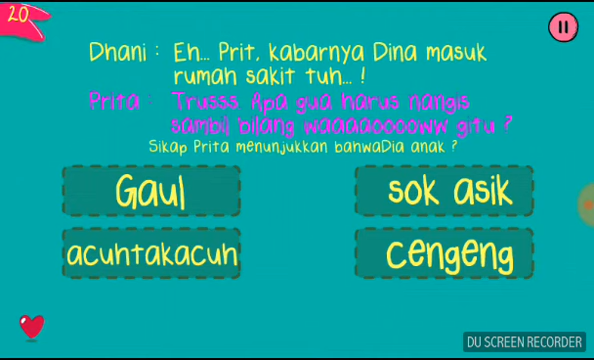 20
Dhani : Eh... Prit, kabarnya Dina masuk
rumah sakit tuh... !
Prita : Trusss Apa gua harus nangis
sambil bilang waaaaooooww gitu ?
Sikap Prita menunjukkan bahwaDia anak ?
Gaul
sok asik
acuhtakacuh
cengeng
DU SCREEN RECORDER